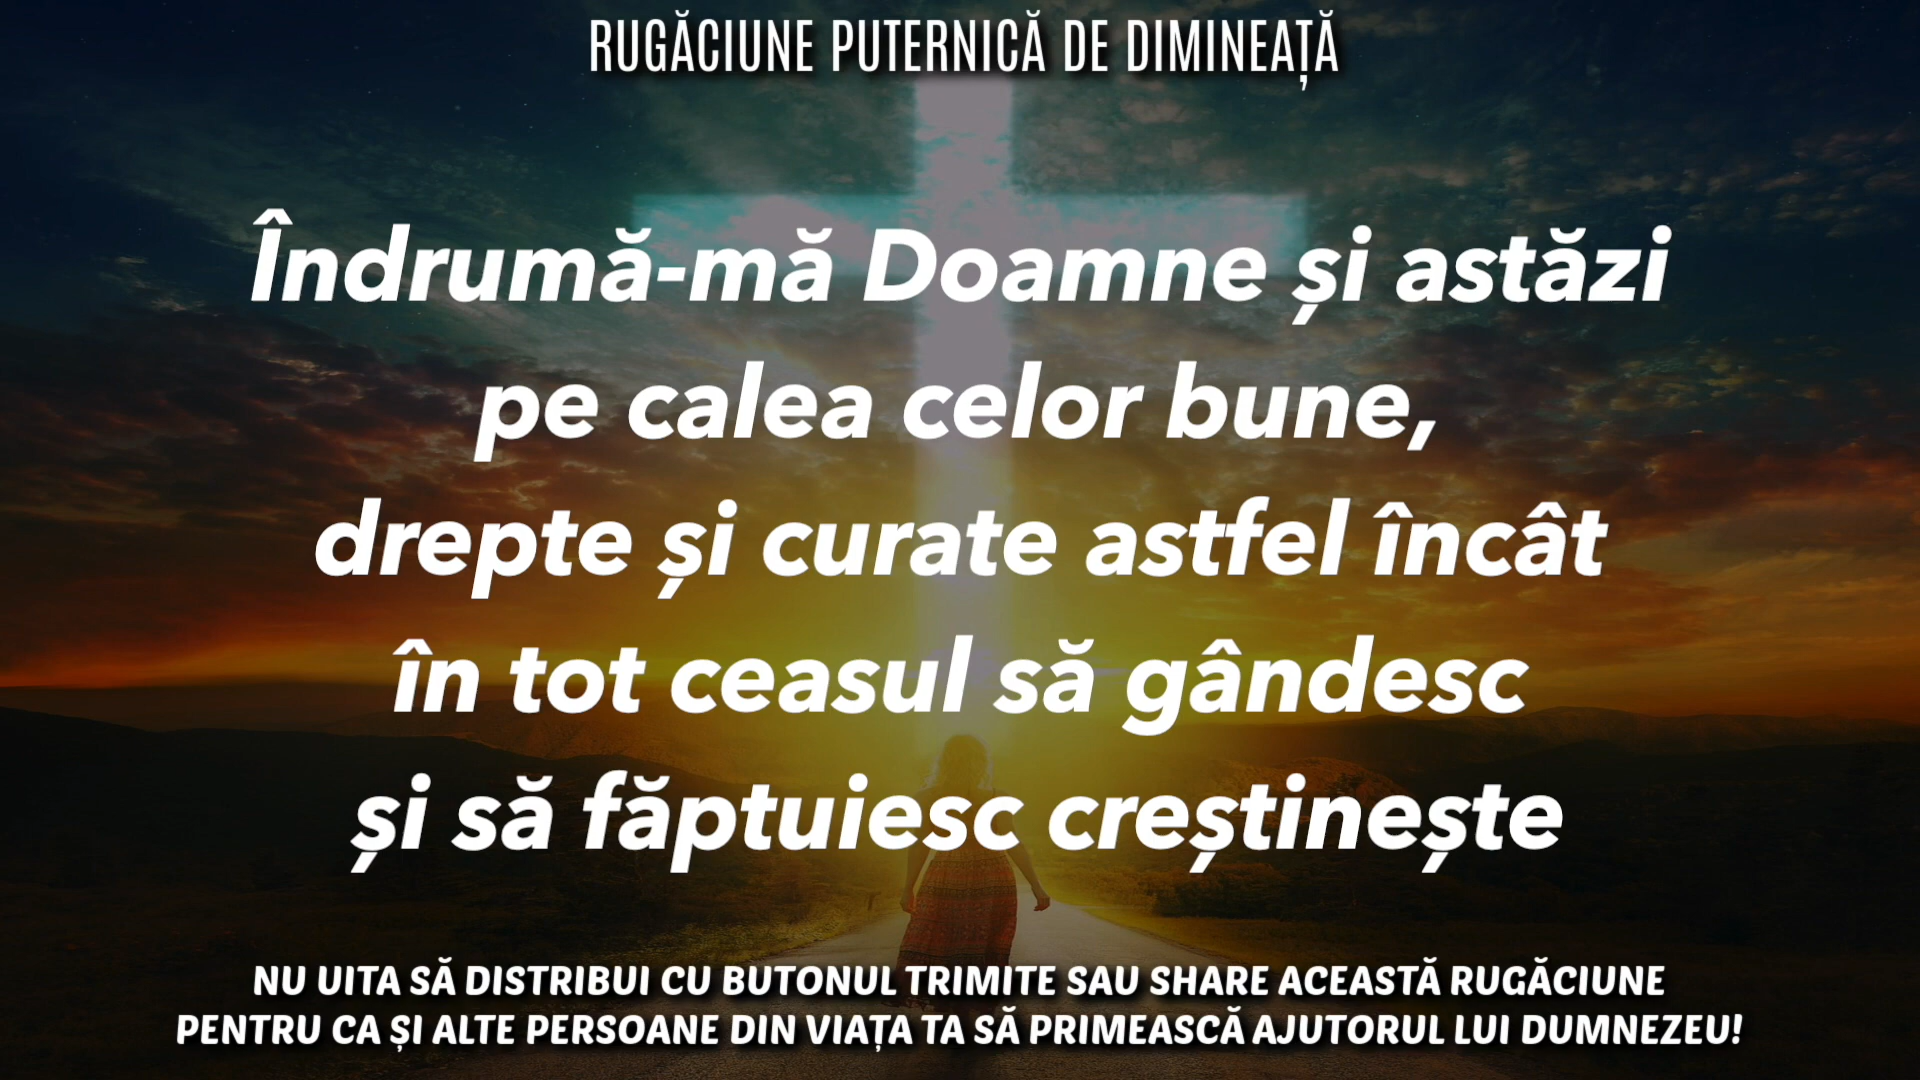 RUGĂCIUNE PUTERNICĂ DE DIMINEAȚĂ
Îndrumă-mă Doamne și astăzi
pe calea celor bune,
drepte și curate astfel încât
în tot ceasul să gândesc
și să făptuiesc creștinește
NU UITA SĂ DISTRIBUI CU BUTONUL TRIMITE SAU SHARE ACEASTĂ RUGĂCIUNE
PENTRU CA ȘI ALTE PERSOANE DIN VIAȚA TA SĂ PRIMEASCĂ AJUTORUL LUI DUMNEZEU!